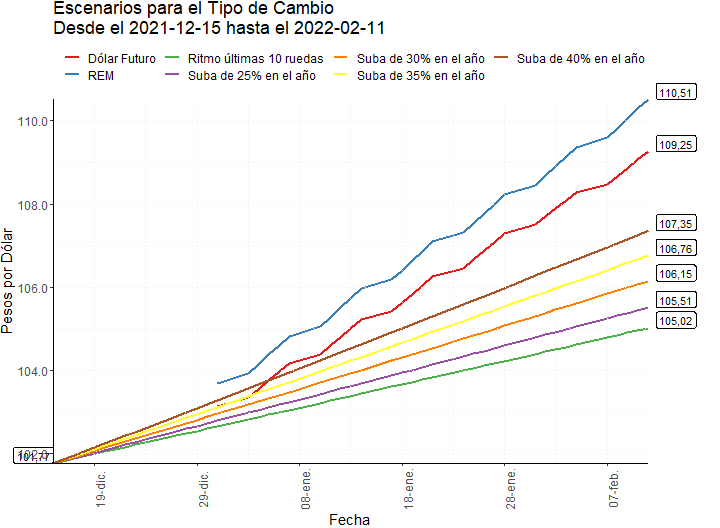 Escenarios para el Tipo de Cambio
Desde el 2021-12-15 hasta el 2022-02-11
Dólar Futuro Ritmo últimas 10 ruedas Suba de 30% en el año Suba de 40% en el año
REM Suba de 25% en el año Suba de 35% en el año
110,51
110.0
109,25
108.0
107,35
106,76
106.0
106,15
105,51
105,02
104.0
102.0
101,77
Pesos por Dólar
19-dic.
29-dic.
08-ene.
18-ene.
28-ene.
07-feb.
Fecha